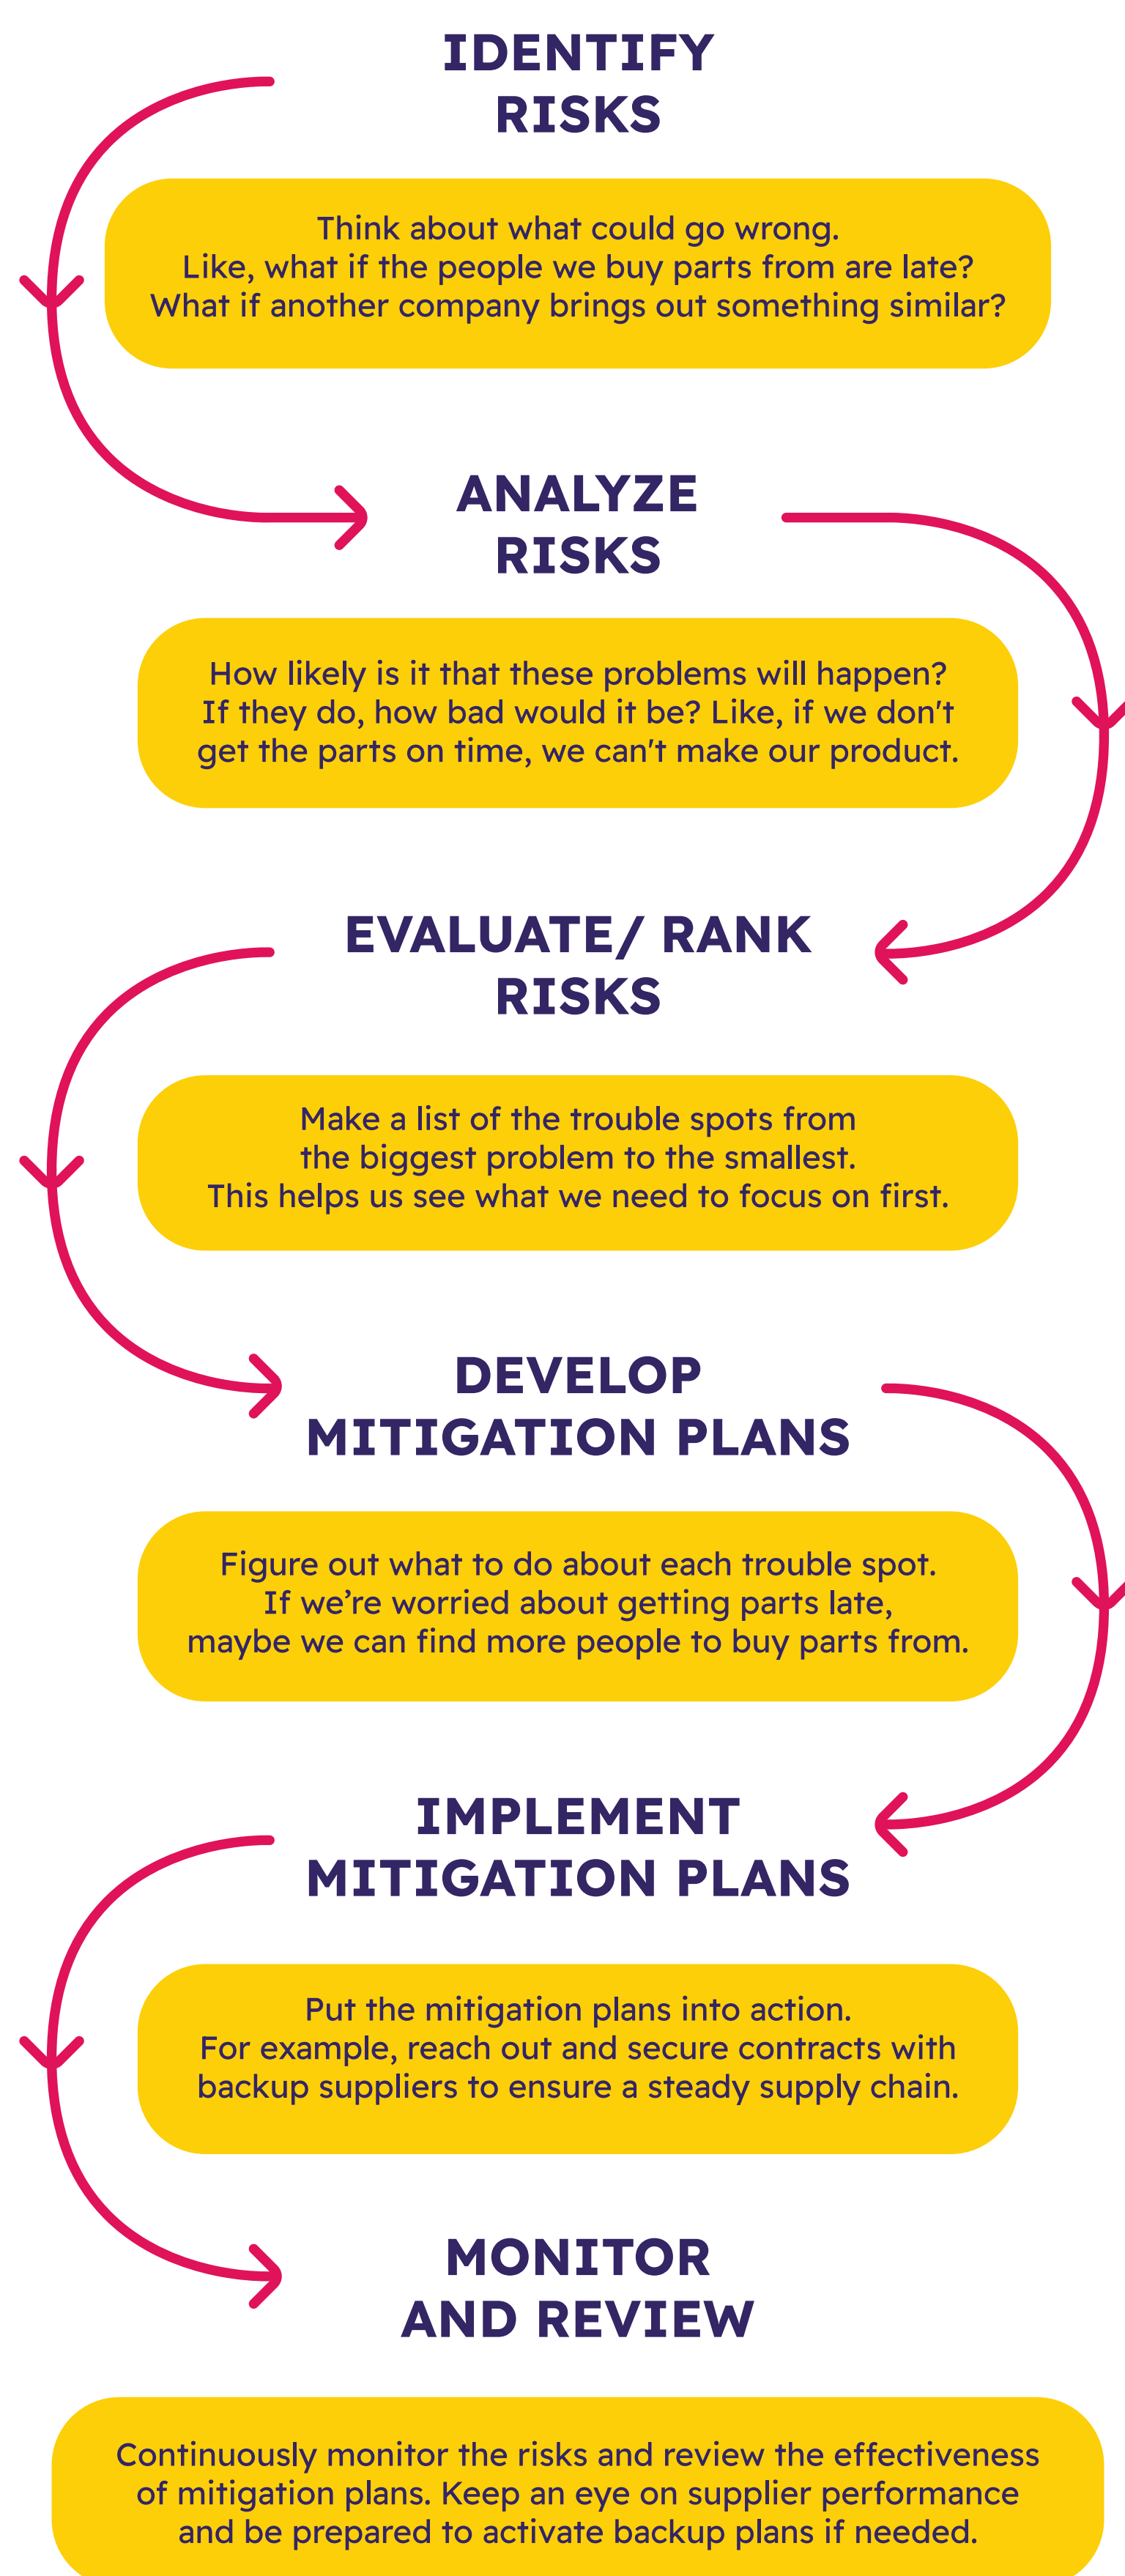 IDENTIFY
RISKS
Think about what could go wrong.
Like, what if the people we buy parts from are late?
What if another company brings out something similar?
ANALYZE
RISKS
How likely is it that these problems will happen?
If they do, how bad would it be? Like, if we don't
get the parts on time, we can't make our product.
EVALUATE/ RANK
RISKS
Make a list of the trouble spots from
the biggest problem to the smallest.
This helps us see what we need to focus on first.
DEVELOP
MITIGATION PLANS
Figure out what to do about each trouble spot.
If we’re worried about getting parts late,
maybe we can find more people to buy parts from.
IMPLEMENT
MITIGATION PLANS
Put the mitigation plans into action.
For example, reach out and secure contracts with
backup suppliers to ensure a steady supply chain.
MONITOR
AND REVIEW
Continuously monitor the risks and review the effectiveness
of mitigation plans. Keep an eye on supplier performance
and be prepared to activate backup plans if needed.